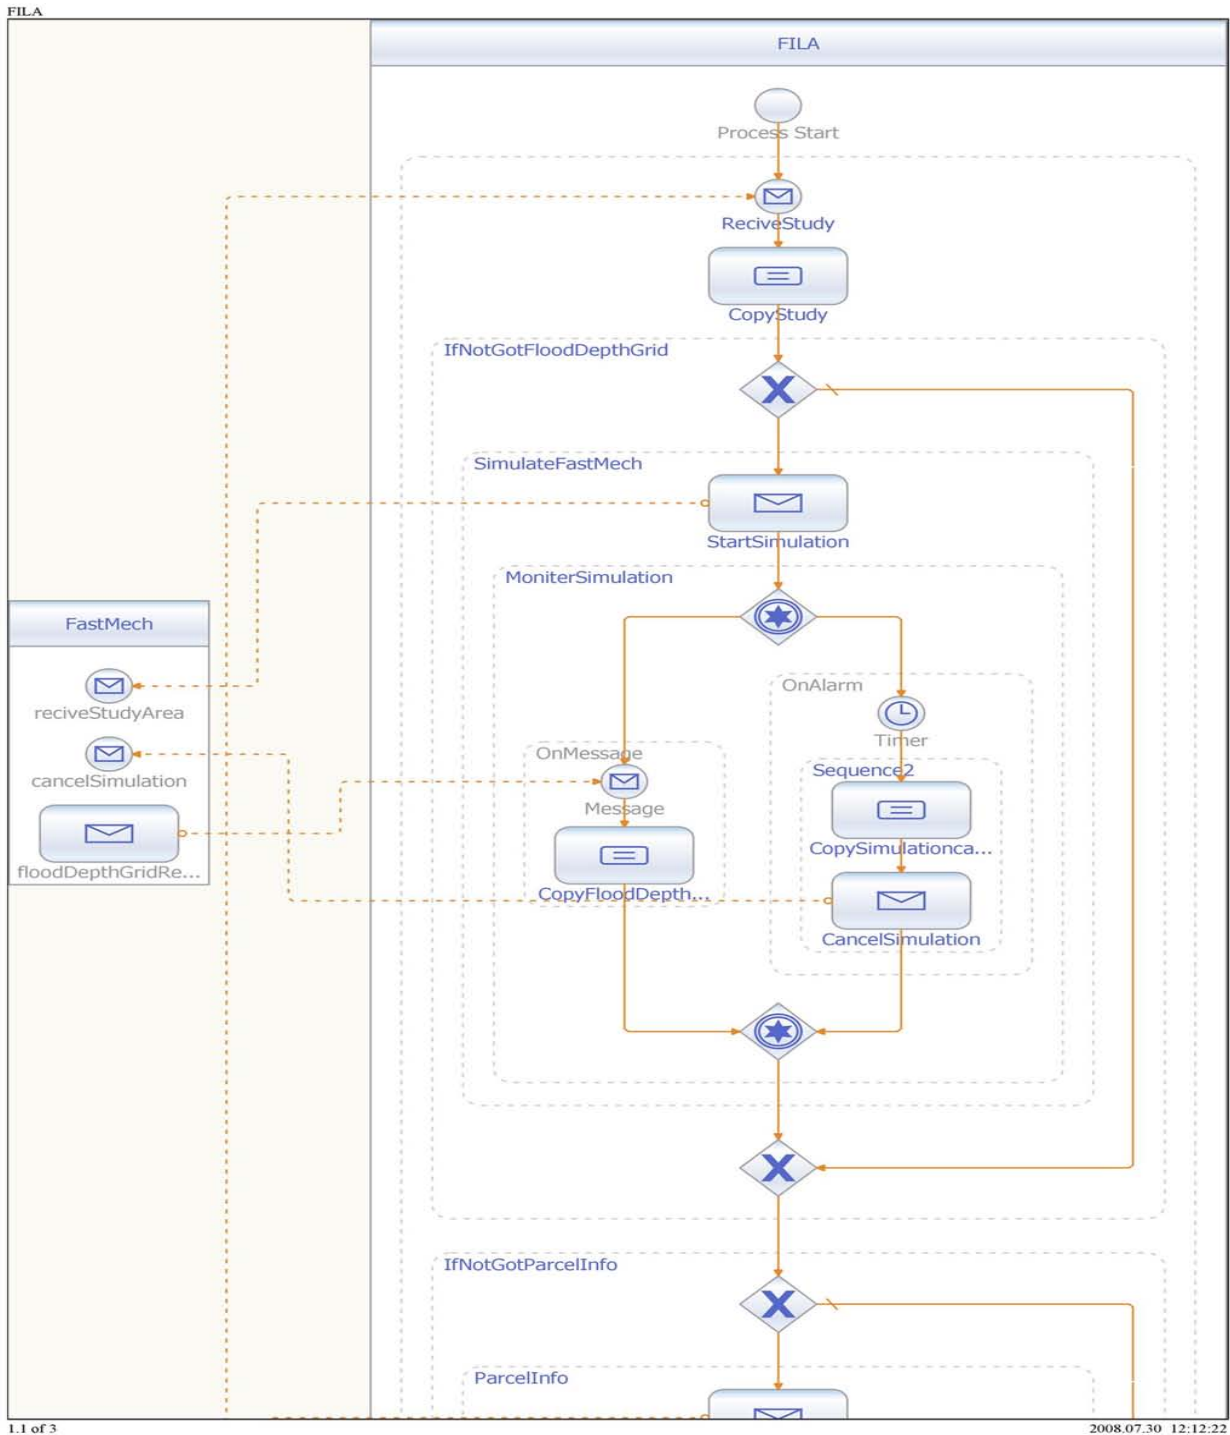 FILA
FILA
Process Start
ReciveStudy
CopyStudy
IfNotGotFloodDepthGrid
SimulateFastMech
StartSimulation
MoniterSimulation
FastMech
reciveStudyArea
cancelSimulation
floodDepthGridRe...
OnAlarm
Timer
OnMessage
Message
Sequence2
CopySimulationca...
CopyFloodDepth...
CancelSimulation
IfNotGotParcelInfo
ParcelInfo
1.1 of 3
2008.07.30 12:12:22